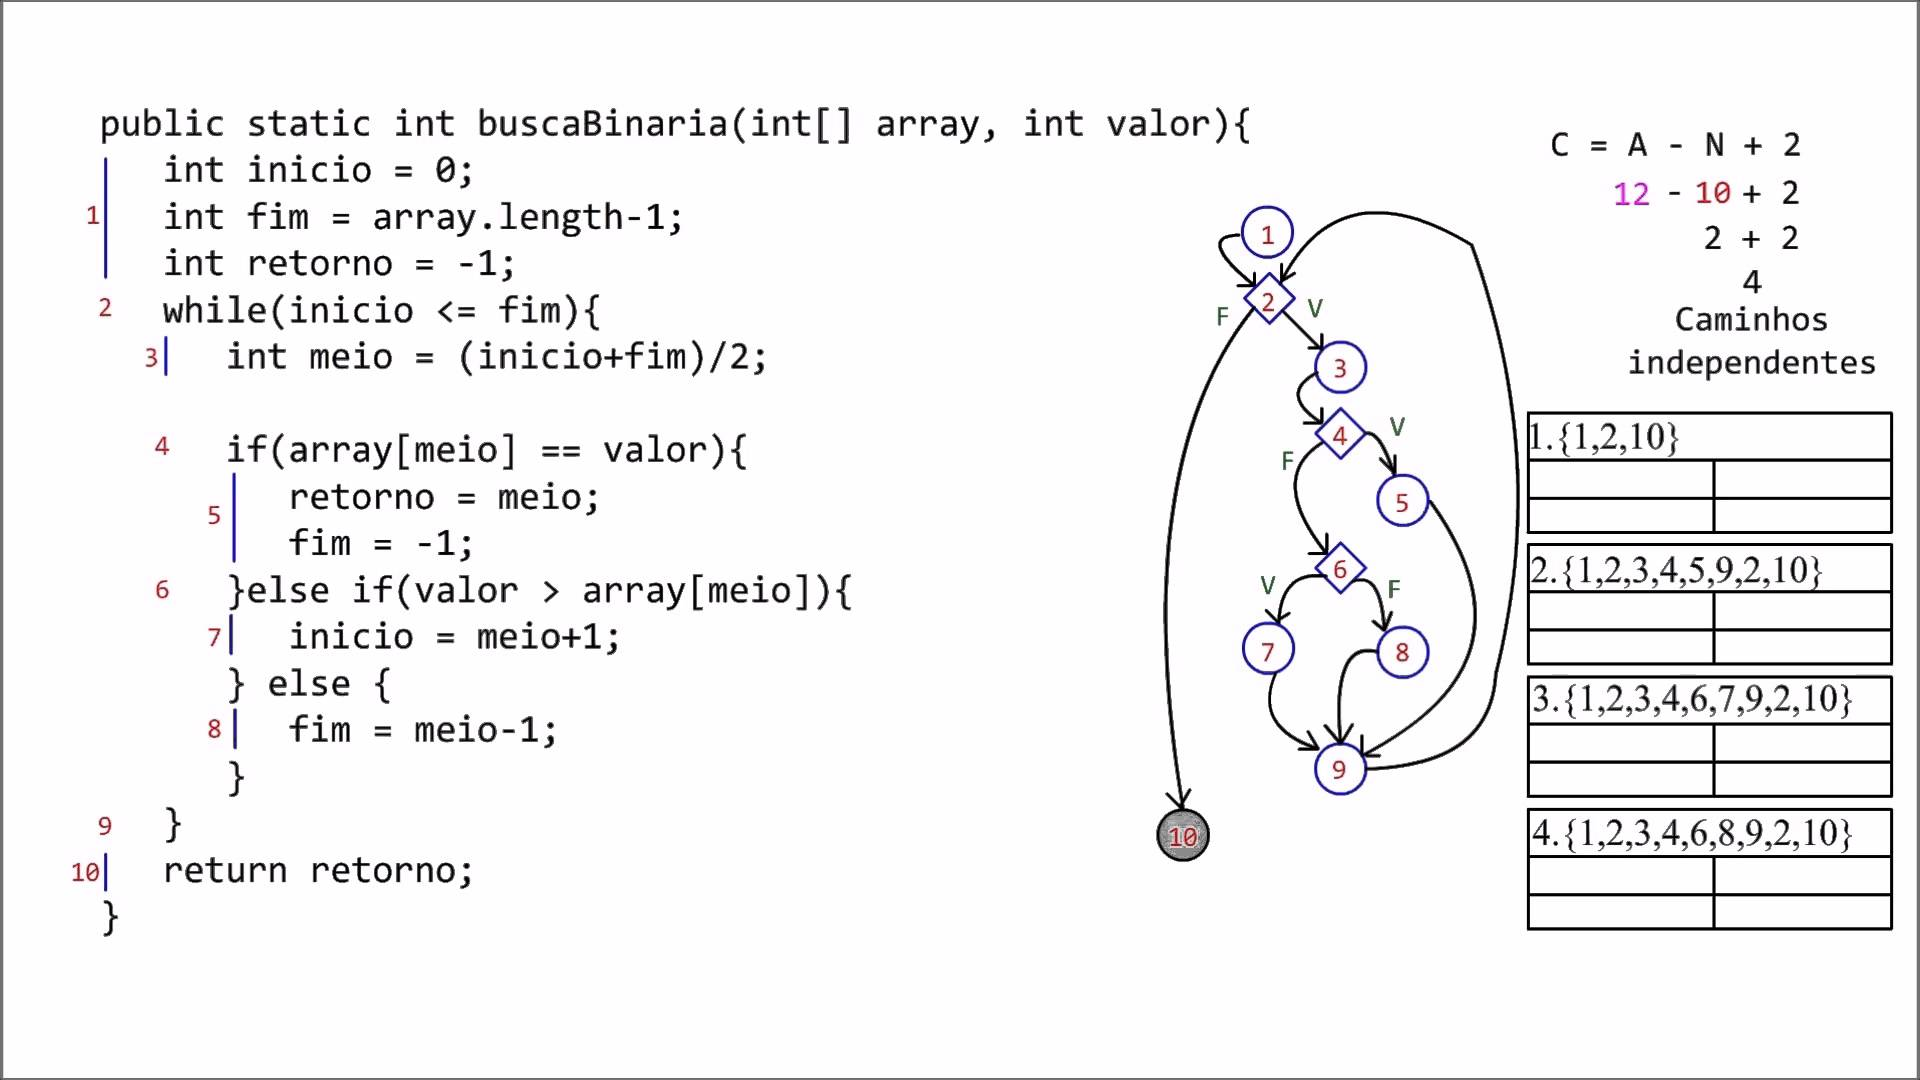 public static int buscaBinaria(int[] array, int valor){
int inicio = 0;
1 int fim = array.length-1;
int retorno = -1;
2 while(inicio <= fim){
3 int meio = (inicio+fim)/2;
4 if(array[meio] == valor){
retorno = meio;
5
fim = -1;
6 }else if(valor > array[meio]){
7 inicio = meio+1;
} else {
8 fim = meio-1;
}
9 }
10 return retorno;
}
1
2
F V
3
4
V
F
5
6
V F
7 8
9
10
C = A - N + 2
12 - 10 + 2
2 + 2
4
Caminhos
independentes
1.{1,2,10}
2.{1,2,3,4,5,9,2,10}
3.{1,2,3,4,6,7,9,2,10}
4.{1,2,3,4,6,8,9,2,10}